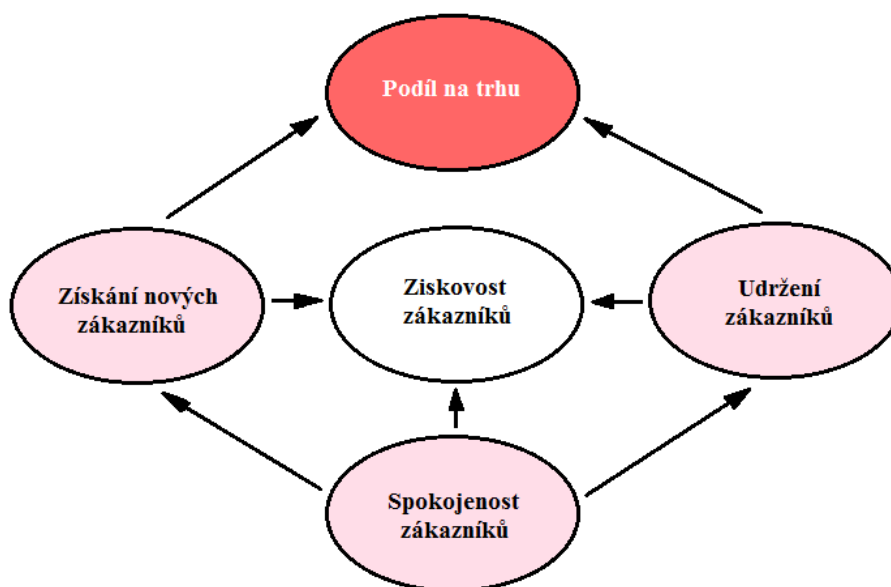 Podíl na trhu
Získání nových
zákazníků
Ziskovost
zákazníků
Udržení
zákazníků
Spokojenost
zákazníků